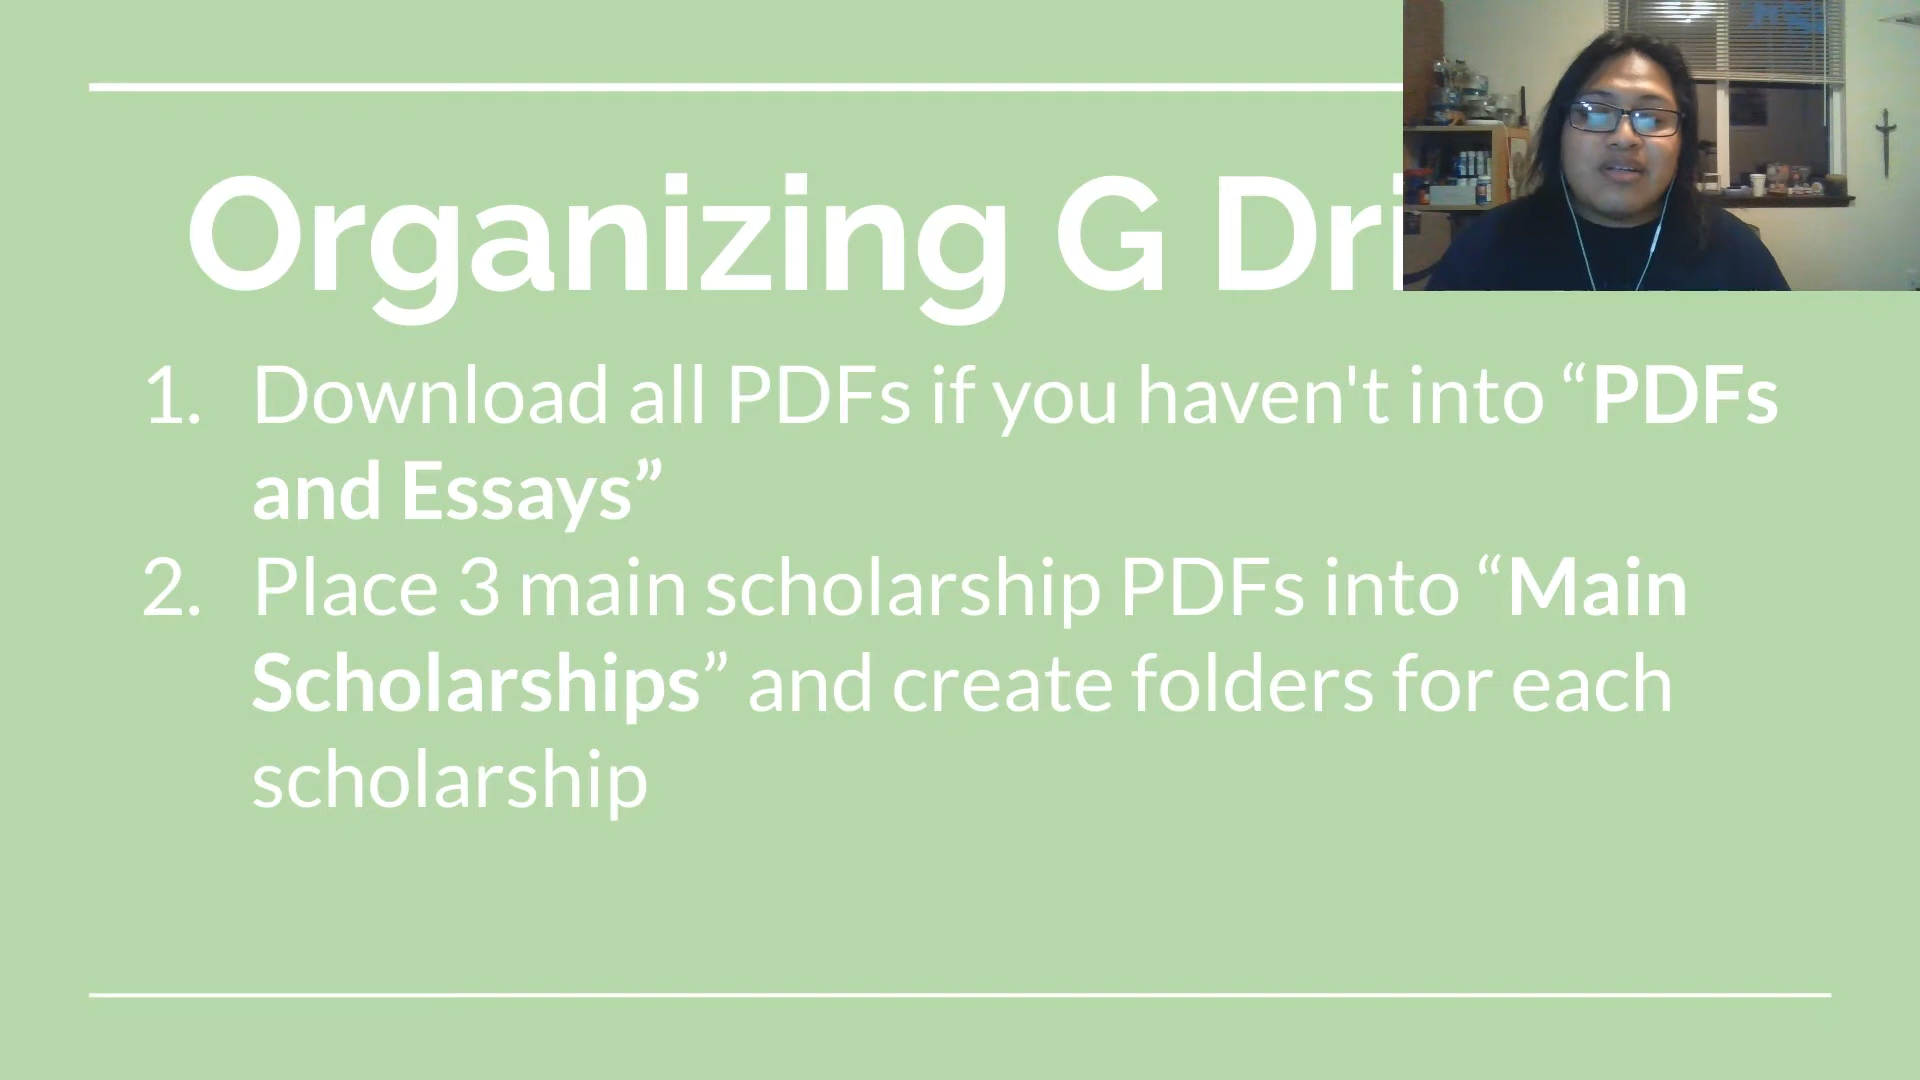 Organizing G Dri
1. Download all PDFs if you haven't into “PDFs
and Essays”
2. Place 3 main scholarship PDFs into “Main
Scholarships” and create folders for each
scholarship